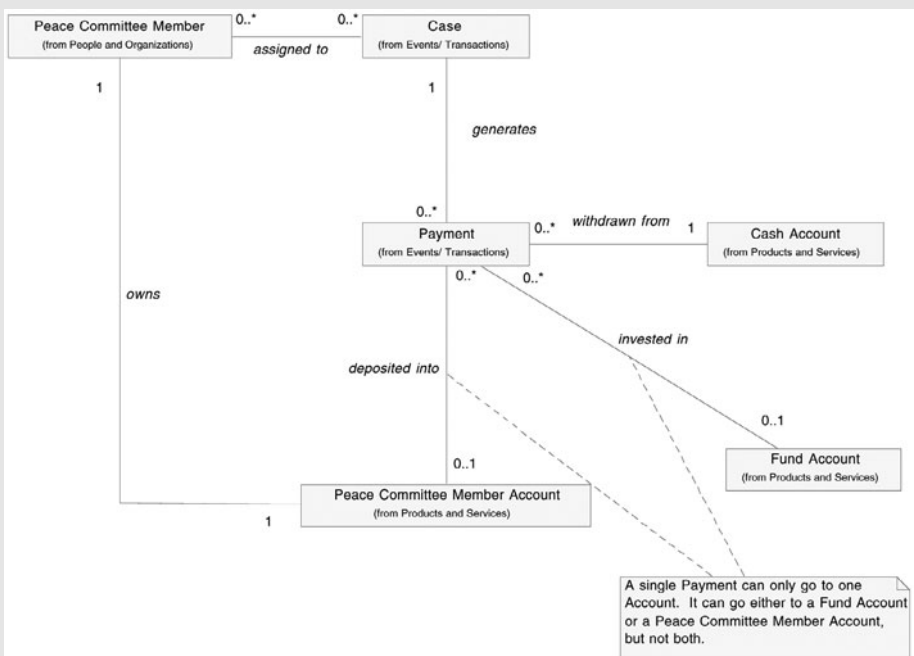 Peace Committee Member
(from People and Organizations)
0..*
0..*
assigned to
Case
(from Events/ Transactions)
1
1
generates
0..*
Payment
(from Events/ Transactions)
0..*
withdrawn from
1
Cash Account
(from Products and Services)
0..*
0..*
owns
invested in
deposited into
0..1
0..1
Fund Account
(from Products and Services)
Peace Committee Member Account
(from Products and Services)
1
A single Payment can only go to one
Account. It can go either to a Fund Account
or a Peace Committee Member Account,
but not both.